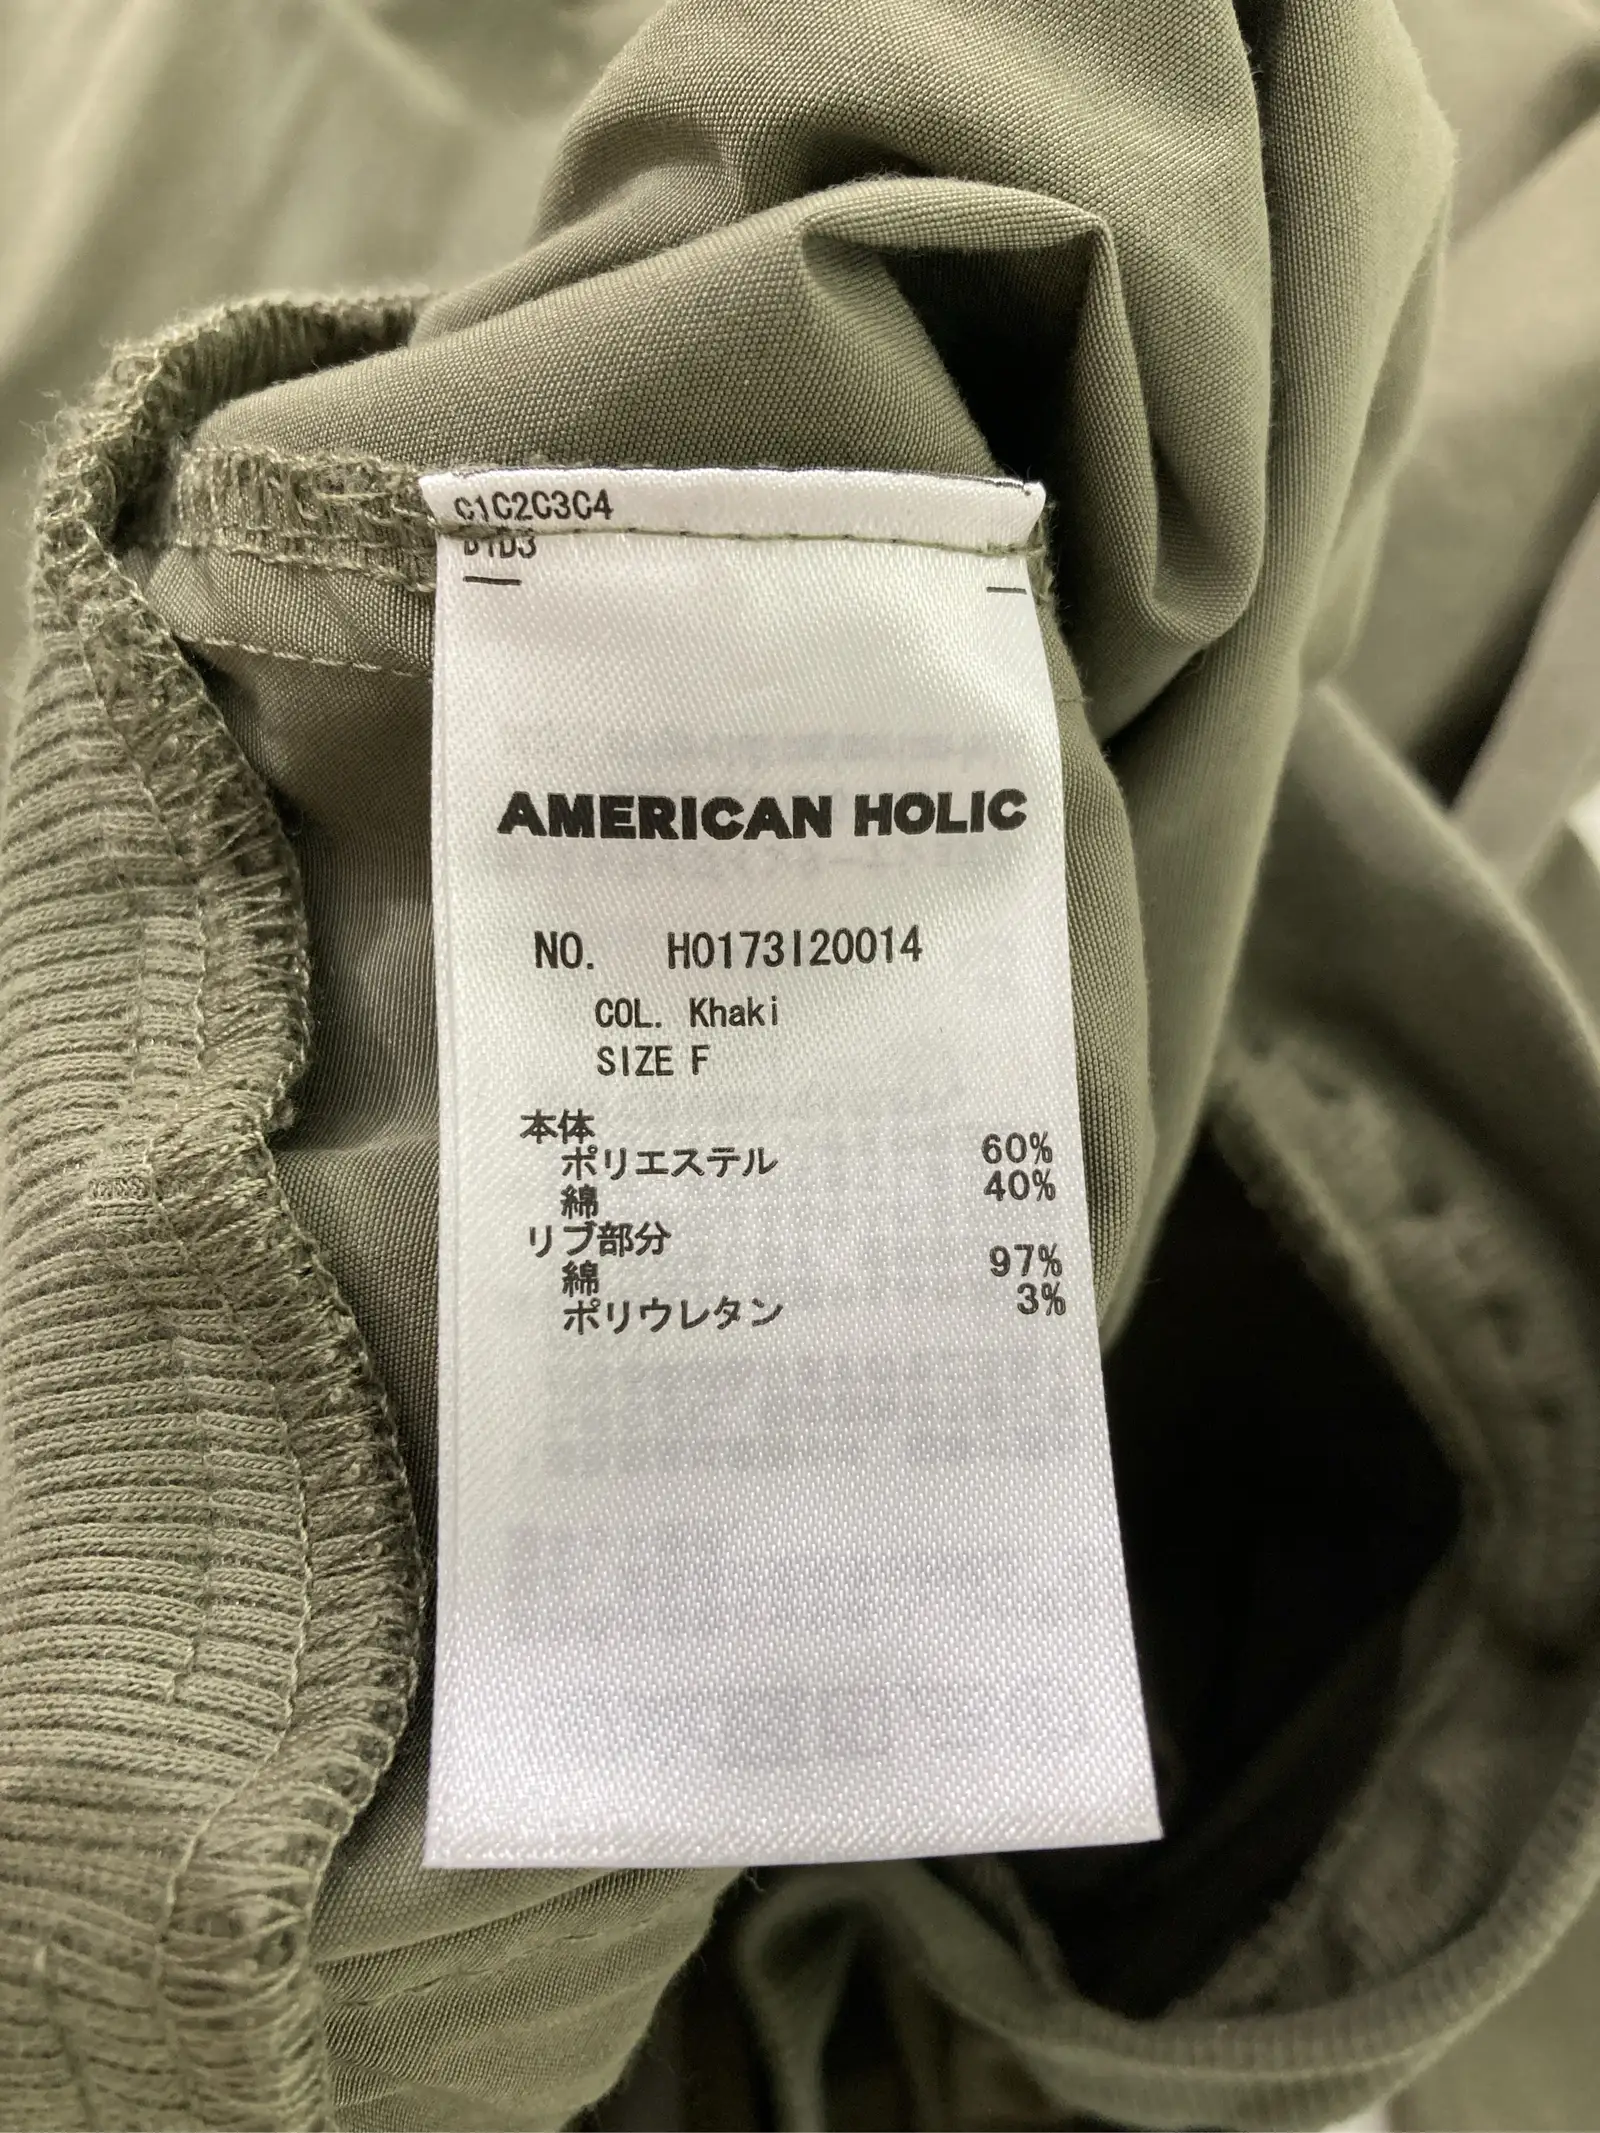 C1C2C3C4
D1D3
AMERICAN HOLIC
NO. H0173I20014
COL. Khaki
SIZE F
本体
ポリエステル 60%
綿 40%
リブ部分
綿 97%
ポリウレタン 3%